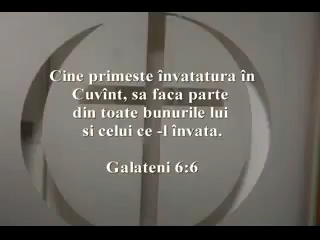 Cine primeste învatatura în
Cuvînt, sa faca parte
din toate bunurile lui
si celui ce -l învata.
Galateni 6:6